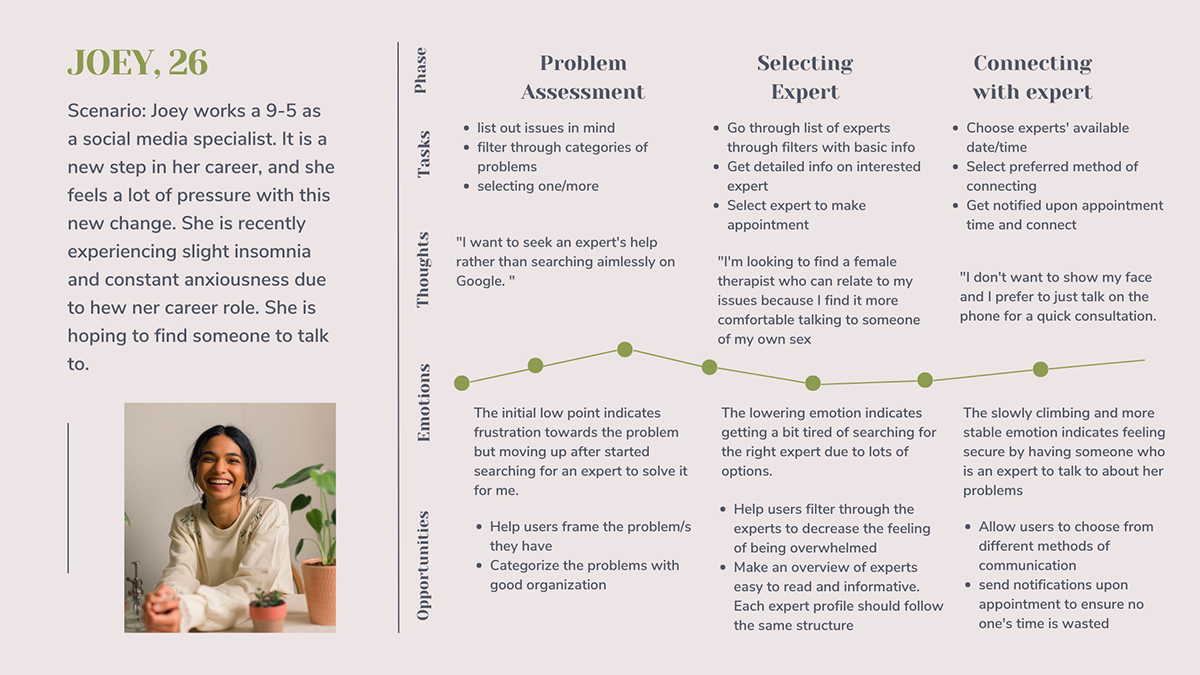 JOEY, 26
Scenario: Joey works a 9-5 as
a social media specialist. It is a
new step in her career, and she
feels a lot of pressure with this
new change. She is recently
experiencing slight insomnia
and constant anxiousness due
to hew ner career role. She is
hoping to find someone to talk
to.
Phase
Problem
Assessment
Selecting
Expert
Connecting
with expert
Tasks
• list out issues in mind
• filter through categories of
problems
• selecting one/more
• Go through list of experts
through filters with basic info
• Get detailed info on interested
expert
• Select expert to make
appointment
• Choose experts' available
date/time
• Select preferred method of
connecting
• Get notified upon appointment
time and connect
Thoughts
"I want to seek an expert's help
rather than searching aimlessly on
Google. "
"I'm looking to find a female
therapist who can relate to my
issues because I find it more
comfortable talking to someone
of my own sex
"I don't want to show my face
and I prefer to just talk on the
phone for a quick consultation.
Emotions
The initial low point indicates
frustration towards the problem
but moving up after started
searching for an expert to solve it
for me.
The lowering emotion indicates
getting a bit tired of searching for
the right expert due to lots of
options.
The slowly climbing and more
stable emotion indicates feeling
secure by having someone who
is an expert to talk to about her
problems
Opportunities
• Help users frame the problem/s
they have
• Categorize the problems with
good organization
• Help users filter through the
experts to decrease the feeling
of being overwhelmed
• Make an overview of experts
easy to read and informative.
Each expert profile should follow
the same structure
• Allow users to choose from
different methods of
communication
• send notifications upon
appointment to ensure no
one's time is wasted